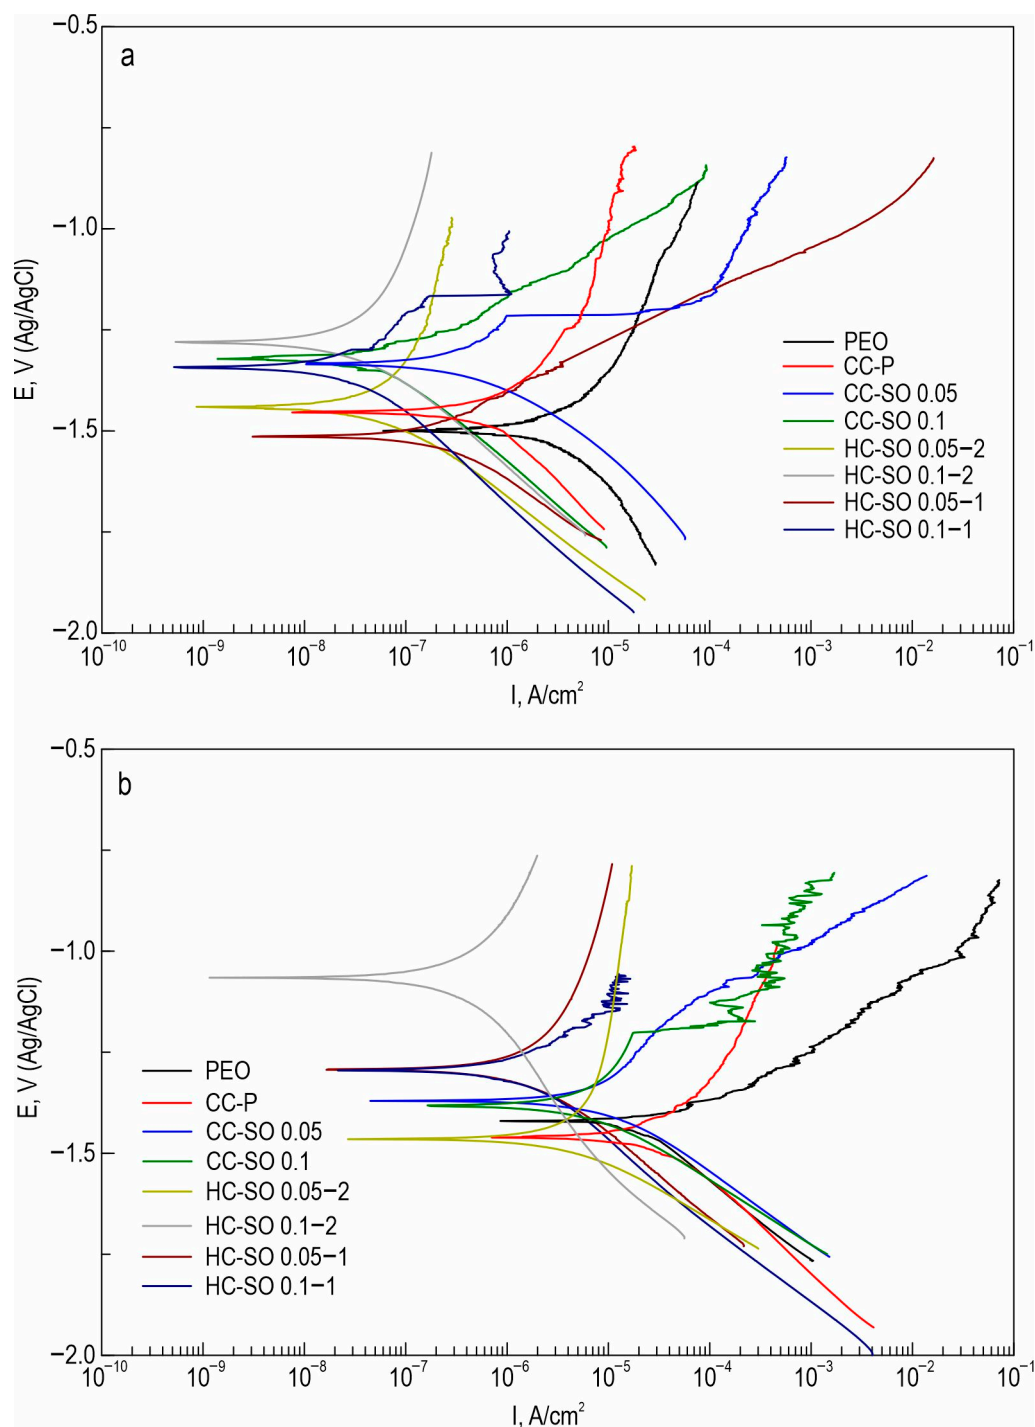 a
−0.5
−1.0
−1.5
−2.0
E, V (Ag/AgCl)
PEO
CC-P
CC-SO 0.05
CC-SO 0.1
HC-SO 0.05−2
HC-SO 0.1−2
HC-SO 0.05−1
HC-SO 0.1−1
10⁻¹⁰ 10⁻⁹ 10⁻⁸ 10⁻⁷ 10⁻⁶ 10⁻⁵ 10⁻⁴ 10⁻³ 10⁻² 10⁻¹
I, A/cm²
b
−0.5
−1.0
−1.5
−2.0
E, V (Ag/AgCl)
PEO
CC-P
CC-SO 0.05
CC-SO 0.1
HC-SO 0.05−2
HC-SO 0.1−2
HC-SO 0.05−1
HC-SO 0.1−1
10⁻¹⁰ 10⁻⁹ 10⁻⁸ 10⁻⁷ 10⁻⁶ 10⁻⁵ 10⁻⁴ 10⁻³ 10⁻² 10⁻¹
I, A/cm²